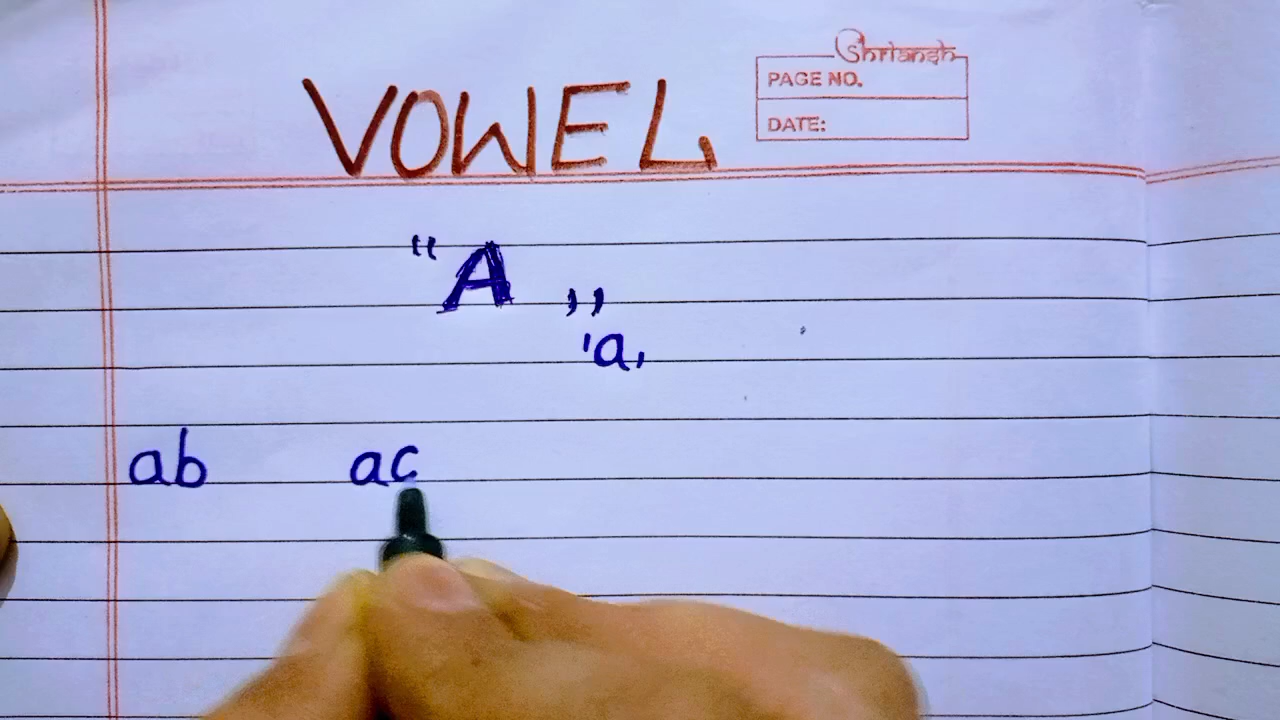 Shriansh
PAGE NO.
DATE:
VOWEL
"A ,,
'a,
ab ac